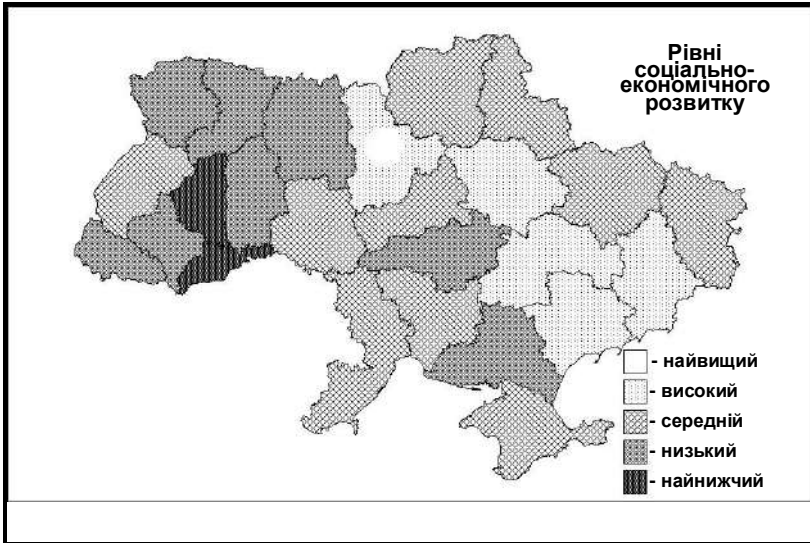 Рівні
соціально-
економічного
розвитку
- найвищий
- високий
- середній
- низький
- найнижчий